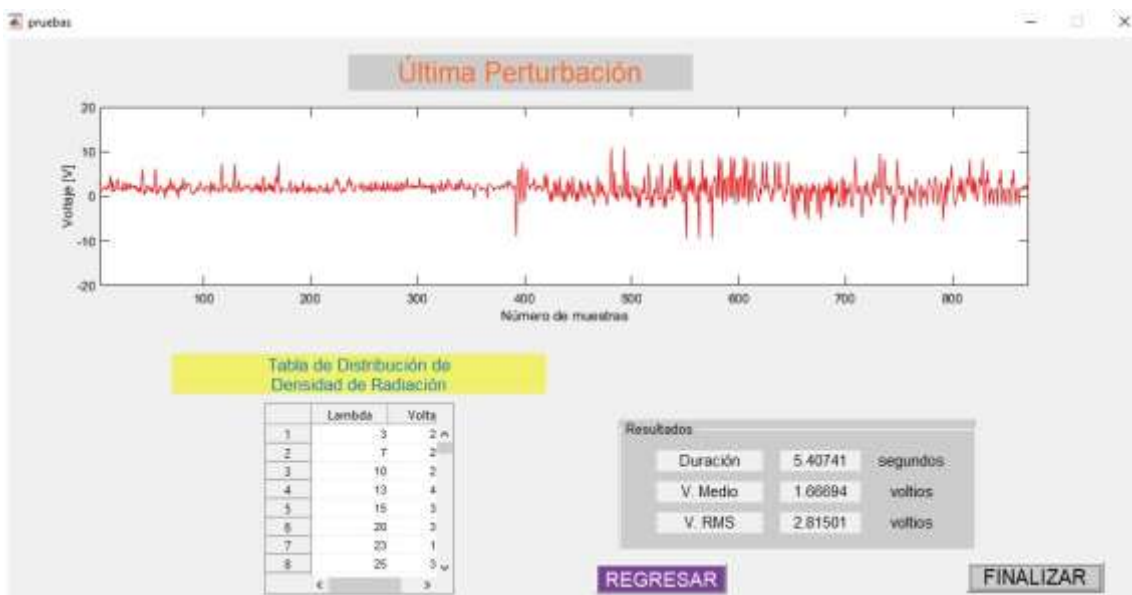 pruebas
Última Perturbación
20
10
0
-10
-20
Voltaje [V]
100 200 300 400 500 600 700 800
Número de muestras
Tabla de Distribución de
Densidad de Radiación
Lambda Volta
1 3 2
2 7 2
3 10 2
4 13 4
5 15 3
6 20 3
7 23 1
8 25 3
Resultados
Duración 5.40741 segundos
V. Medio 1.66694 voltios
V. RMS 2.81501 voltios
REGRESAR
FINALIZAR